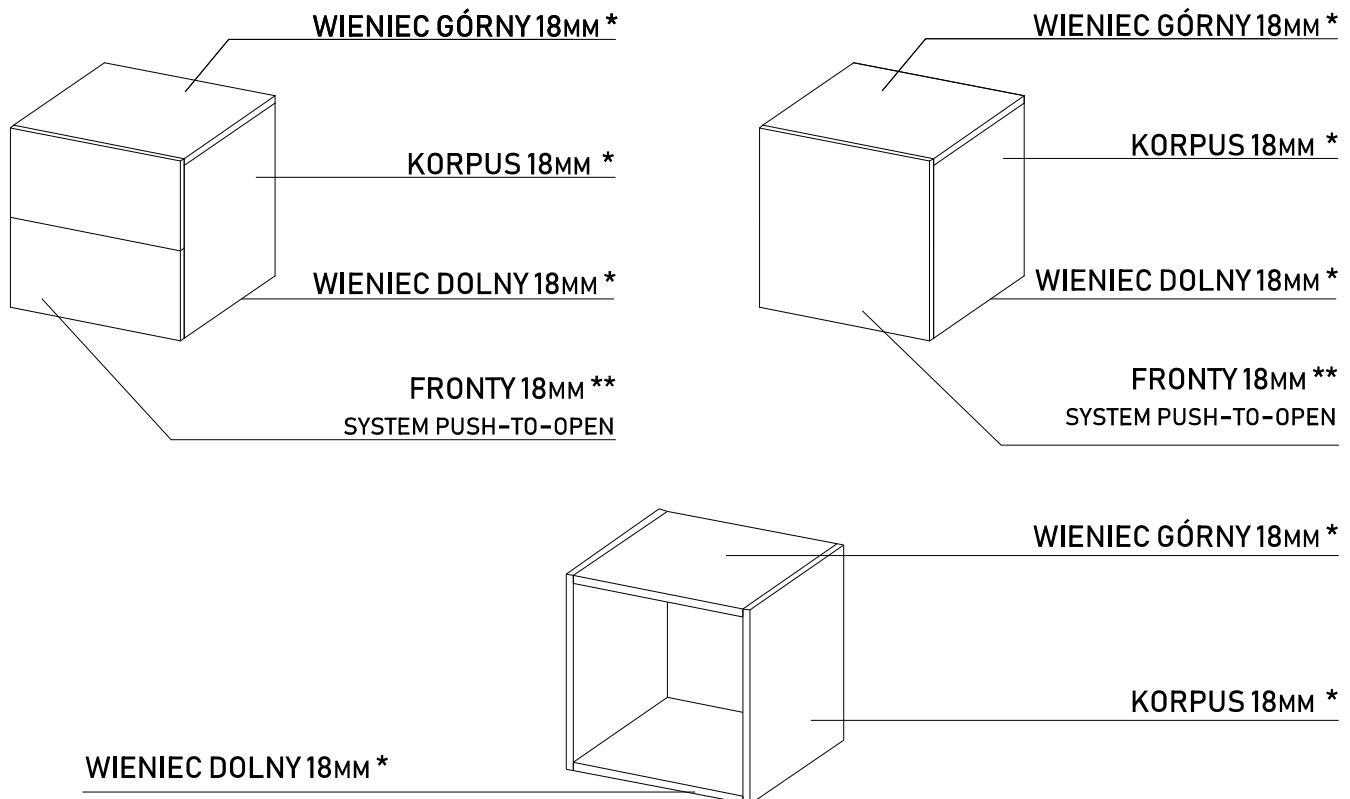 WIENIEC GÓRNY 18MM *
KORPUS 18MM *
WIENIEC DOLNY 18MM *
FRONTY 18MM **
SYSTEM PUSH-TO-OPEN
WIENIEC GÓRNY 18MM *
KORPUS 18MM *
WIENIEC DOLNY 18MM *
FRONTY 18MM **
SYSTEM PUSH-TO-OPEN
WIENIEC GÓRNY 18MM *
KORPUS 18MM *
WIENIEC DOLNY 18MM *